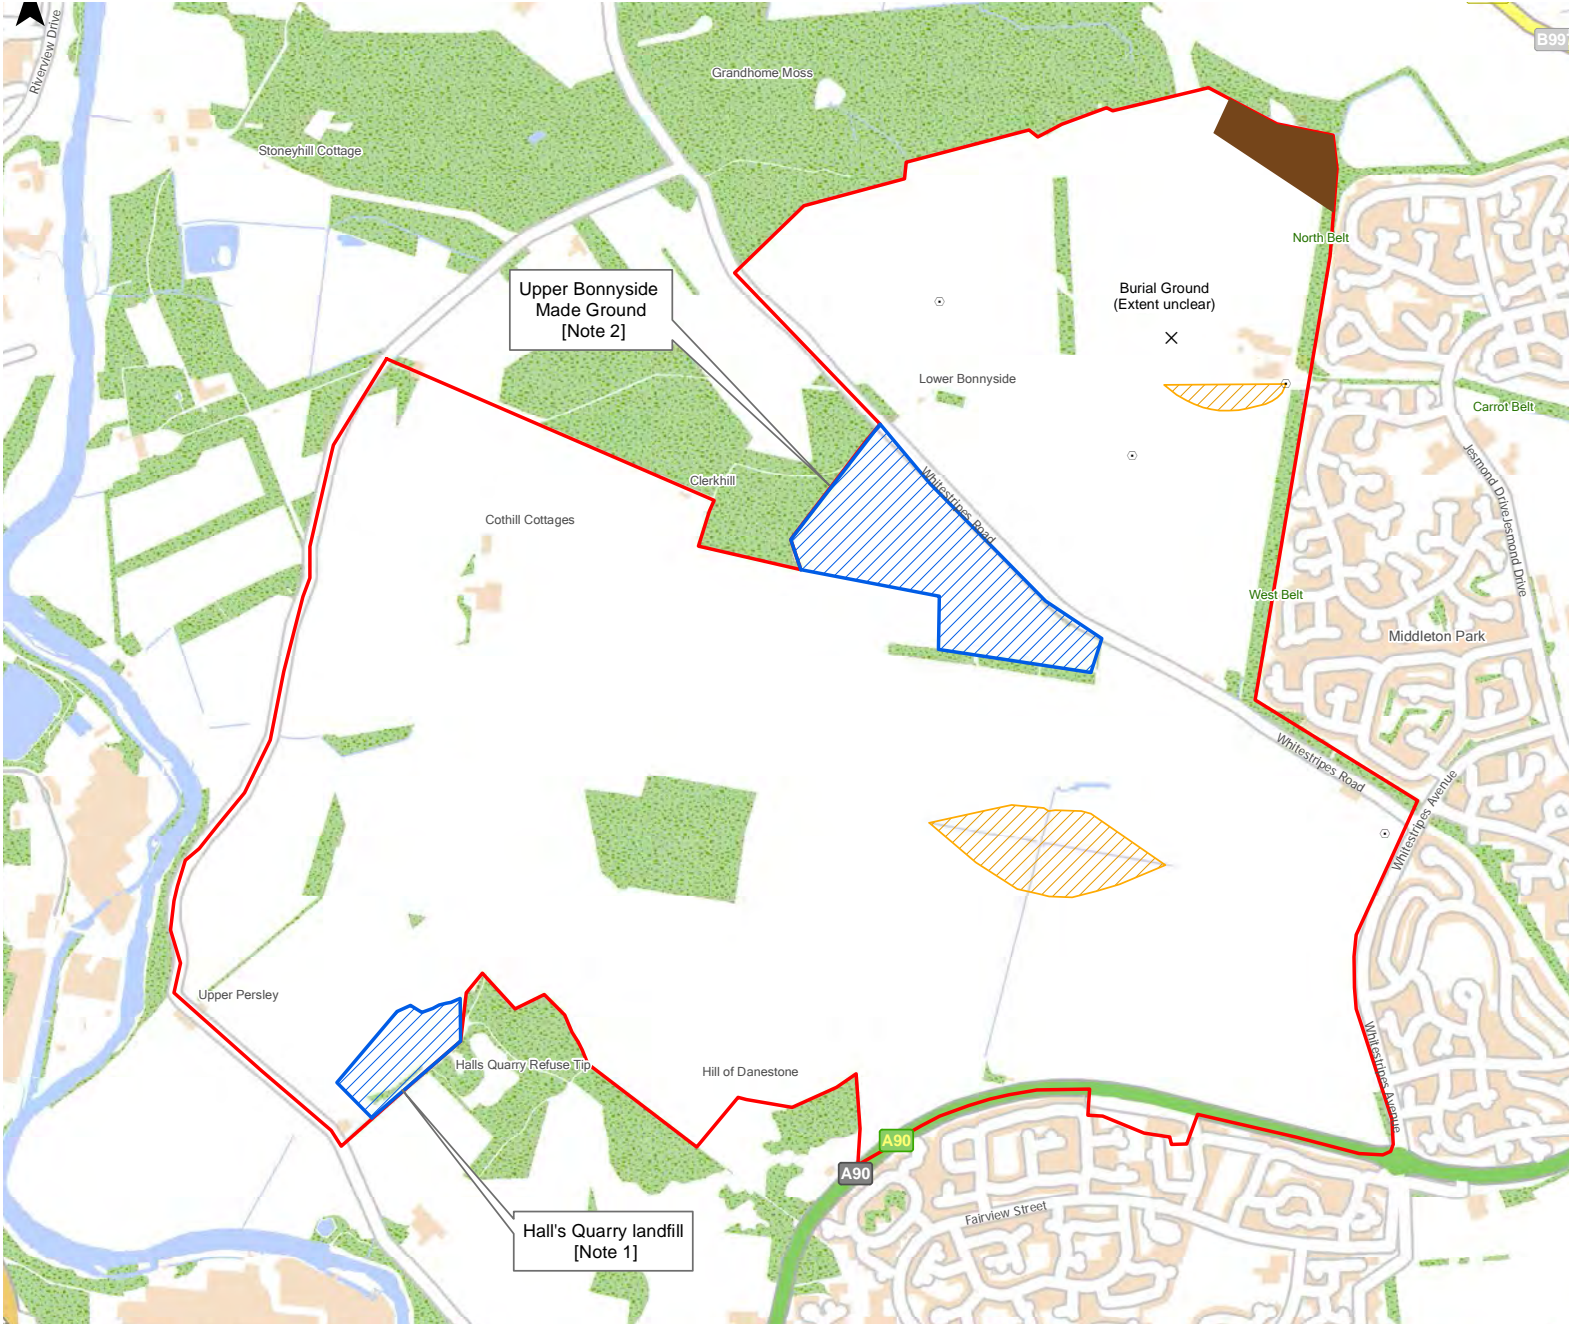 Riverview Drive
Grandhome Moss
Stoneyhill Cottage
North Belt
Upper Bonnyside
Made Ground
[Note 2]
Burial Ground
(Extent unclear)
Lower Bonnyside
Carrot Belt
Clerkhill
Whitestripes Road
Jesmond Drive
Jesmond Drive
Cothill Cottages
West Belt
Middleton Park
Whitestripes Road
Whitestripes Avenue
Upper Persley
Halls Quarry Refuse Tip
Hill of Danestone
Whitestripes Avenue
A90
A90
Fairview Street
Hall's Quarry landfill
[Note 1]